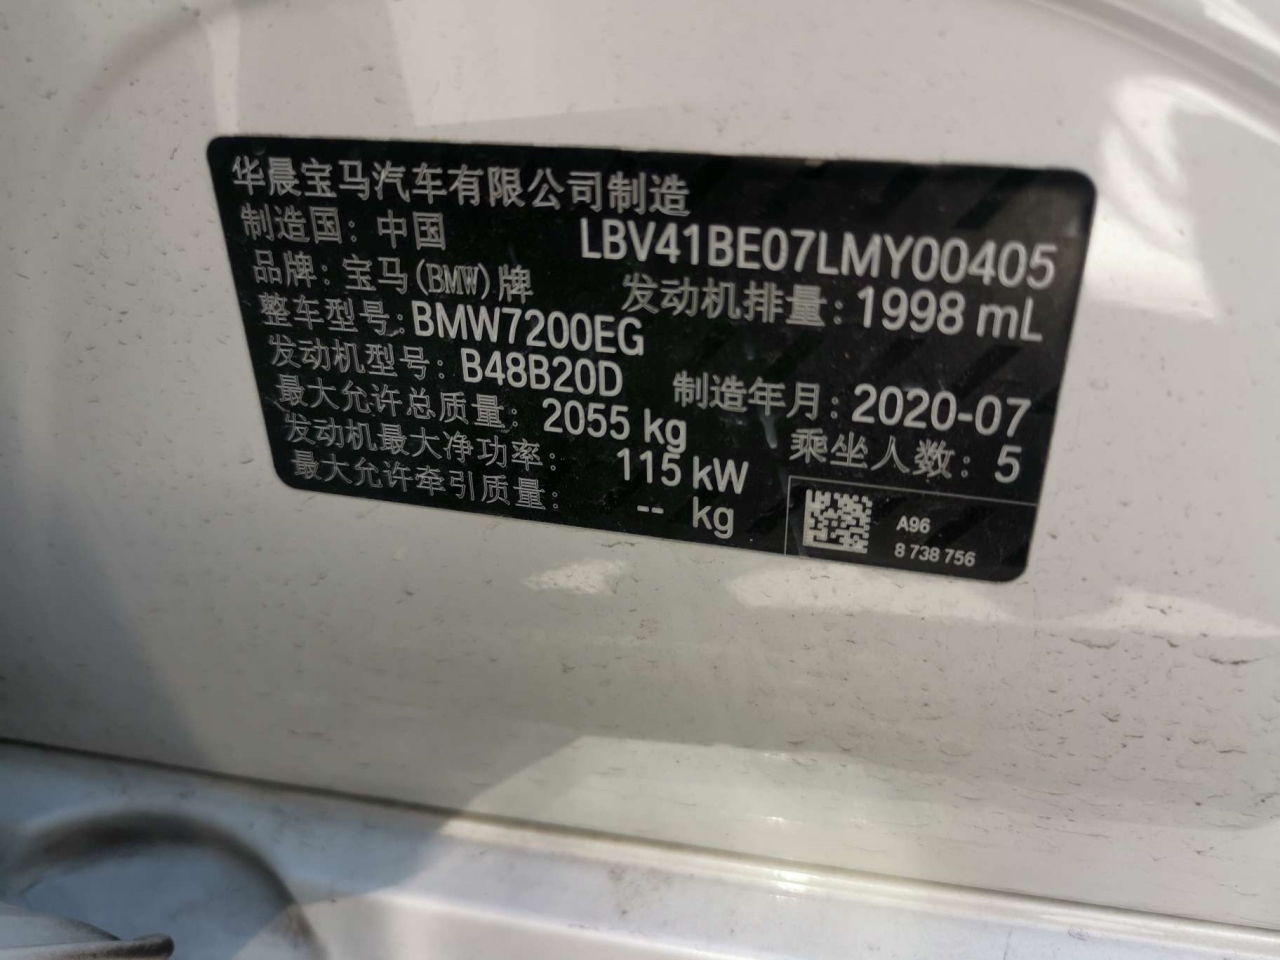 华晨宝马汽车有限公司制造
制造国：中国
LBV41BE07LMY00405
品牌：宝马(BMW)牌
发动机排量：1998 mL
整车型号：BMW7200EG
发动机型号：B48B20D
制造年月：2020-07
最大允许总质量：2055 kg
乘坐人数：5
发动机最大净功率：115 kW
最大允许牵引质量：-- kg
A96
8 738 756